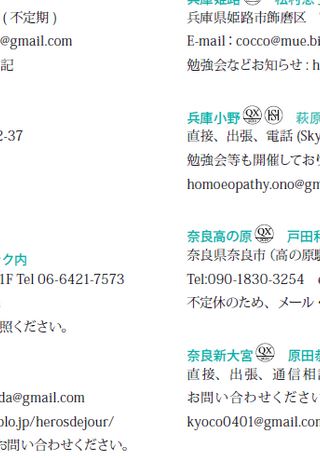 (不定期)
@gmail.com
記
2-37
ク内
1F Tel 06-6421-7573
照ください。
da@gmail.com
blo.jp/herosdejour/
お問い合わせください。
兵庫県姫路市飾磨区
E-mail：cocco@mue.bi
勉強会などお知らせ：h
兵庫小野 QX 萩原
直接、出張、電話 (Sky
勉強会等も開催しており
homoeopathy.ono@gm
奈良高の原 QX 戸田和
奈良県奈良市（高の原駅
Tel:090-1830-3254
不定休のため、メール・
奈良新大宮 QX 原田恭
直接、出張、通信相談
お問い合わせください
kyoco0401@gmail.con